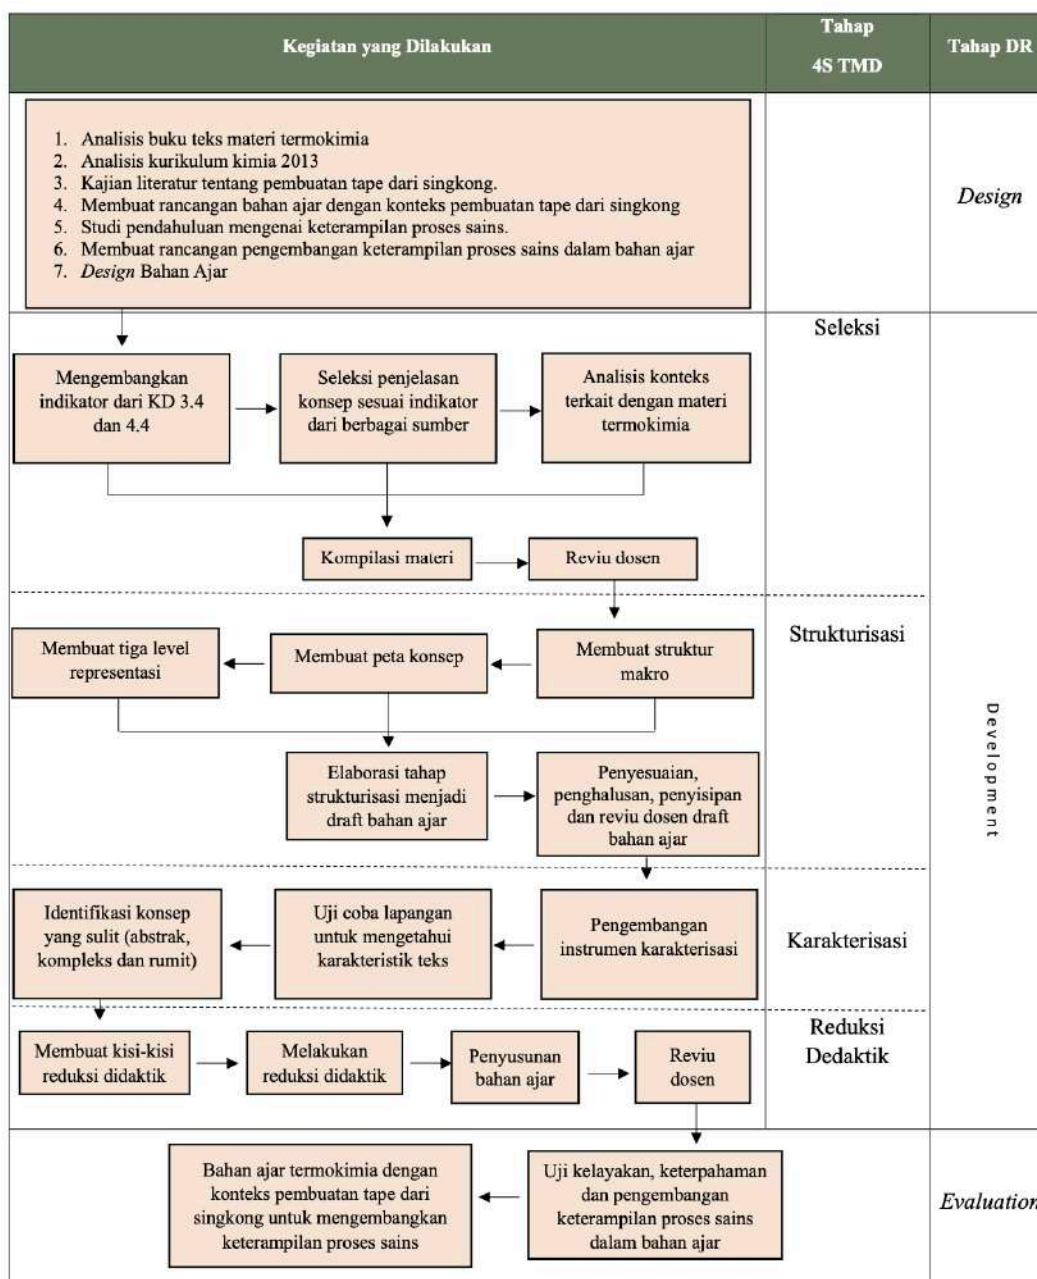 Kegiatan yang Dilakukan
Tahap
4S TMD
Tahap DR
1. Analisis buku teks materi termokimia
2. Analisis kurikulum kimia 2013
3. Kajian literatur tentang pembuatan tape dari singkong.
4. Membuat rancangan bahan ajar dengan konteks pembuatan tape dari singkong
5. Studi pendahuluan mengenai keterampilan proses sains.
6. Membuat rancangan pengembangan keterampilan proses sains dalam bahan ajar
7. Design Bahan Ajar
Design
Seleksi
Mengembangkan
indikator dari KD 3.4
dan 4.4
Seleksi penjelasan
konsep sesuai indikator
dari berbagai sumber
Analisis konteks
terkait dengan materi
termokimia
Kompilasi materi
Reviu dosen
Strukturisasi
Membuat tiga level
representasi
Membuat peta konsep
Membuat struktur
makro
Elaborasi tahap
strukturisasi menjadi
draft bahan ajar
Penyesuaian,
penghalusan, penyisipan
dan reviu dosen draft
bahan ajar
Development
Karakterisasi
Identifikasi konsep
yang sulit (abstrak,
kompleks dan rumit)
Uji coba lapangan
untuk mengetahui
karakteristik teks
Pengembangan
instrumen karakterisasi
Reduksi
Dedaktik
Membuat kisi-kisi
reduksi didaktik
Melakukan
reduksi didaktik
Penyusunan
bahan ajar
Reviu
dosen
Bahan ajar termokimia dengan
konteks pembuatan tape dari
singkong untuk mengembangkan
keterampilan proses sains
Uji kelayakan, keterpahaman
dan pengembangan
keterampilan proses sains
dalam bahan ajar
Evaluation